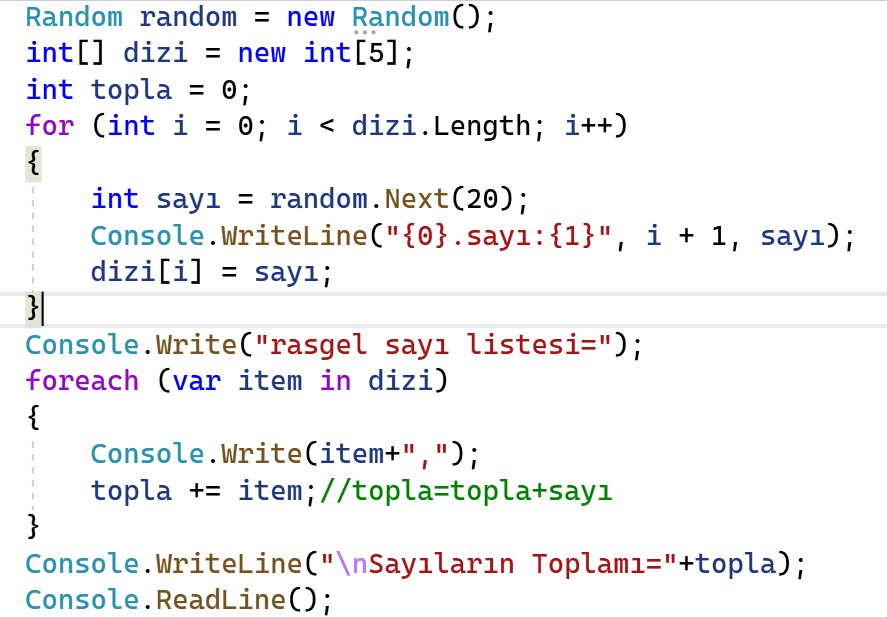 Random random = new Random();
int[] dizi = new int[5];
int topla = 0;
for (int i = 0; i < dizi.Length; i++)
{
    int sayı = random.Next(20);
    Console.WriteLine("{0}.sayı:{1}", i + 1, sayı);
    dizi[i] = sayı;
}
Console.Write("rasgel sayı listesi=");
foreach (var item in dizi)
{
    Console.Write(item+",");
    topla += item;//topla=topla+sayı
}
Console.WriteLine("\nSayıların Toplamı="+topla);
Console.ReadLine();